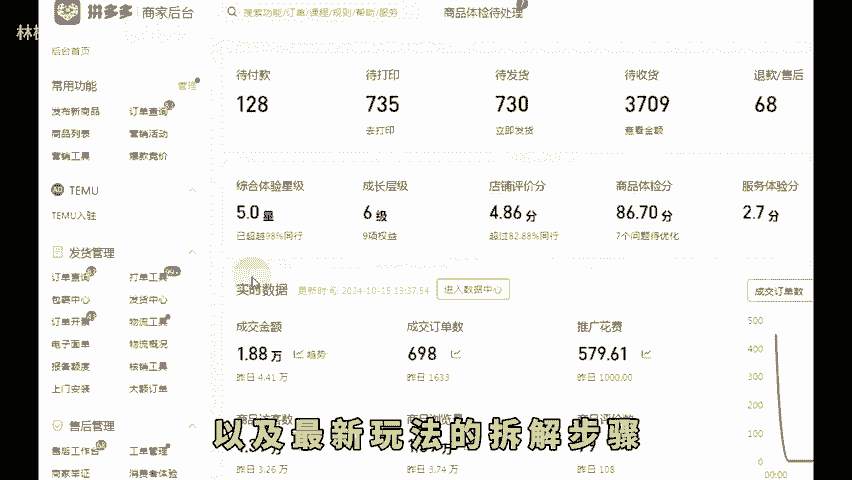 拼多多 商家后台
搜索功能/订单/课程/规则/帮助/服务
商品体检待处理
林
后台首页
常用功能 管理
发布新商品 订单查询
商品列表 营销活动
营销工具 爆款竞价
TEMU
TEMU入驻
发货管理
订单查询 打单工具
包裹中心 发货中心
订单开票 物流工具
电子面单 物流概况
报备额度 核销工具
上门安装 大额订单
售后管理
售后工作台 工单管理
商家举证 消费者体验
待付款 待打印 待发货 待收货 退款/售后
128 735 730 3709 68
去打印 立即发货 查看金额
综合体验星级 成长层级 店铺评价分 商品体检分 服务体验分
5.0 星 6 级 4.86 分 86.70 分 2.7 分
已超越98%同行 9项权益 超过82.88%同行 7个问题待优化
实时数据 更新时间: 2024-10-15 13:37:54 进入数据中心
成交订单数
成交金额 成交订单数 推广花费
1.88 万 趋势 698 579.61
昨日 4.41 万 昨日 1633 昨日 1000.00
500
400
300
200
100
0
00:00
以及最新玩法的拆解步骤
昨日 3.26 万 昨日 3.74 万 昨日 108